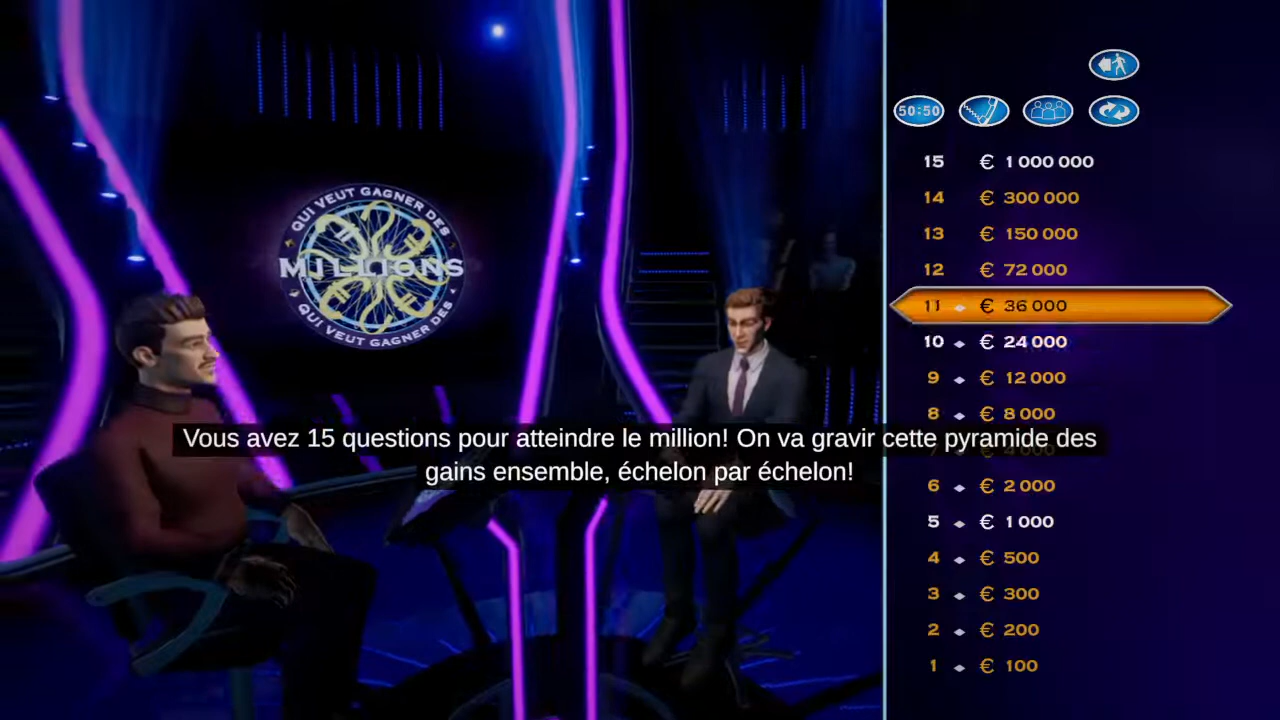 QUI VEUT GAGNER DES
MILLIONS
QUI VEUT GAGNER DES
Vous avez 15 questions pour atteindre le million! On va gravir cette pyramide des
gains ensemble, échelon par échelon!
50:50
15 € 1 000 000
14 € 300 000
13 € 150 000
12 € 72 000
11 € 36 000
10 € 24 000
9 € 12 000
8 € 8 000
7 € 4 000
6 € 2 000
5 € 1 000
4 € 500
3 € 300
2 € 200
1 € 100